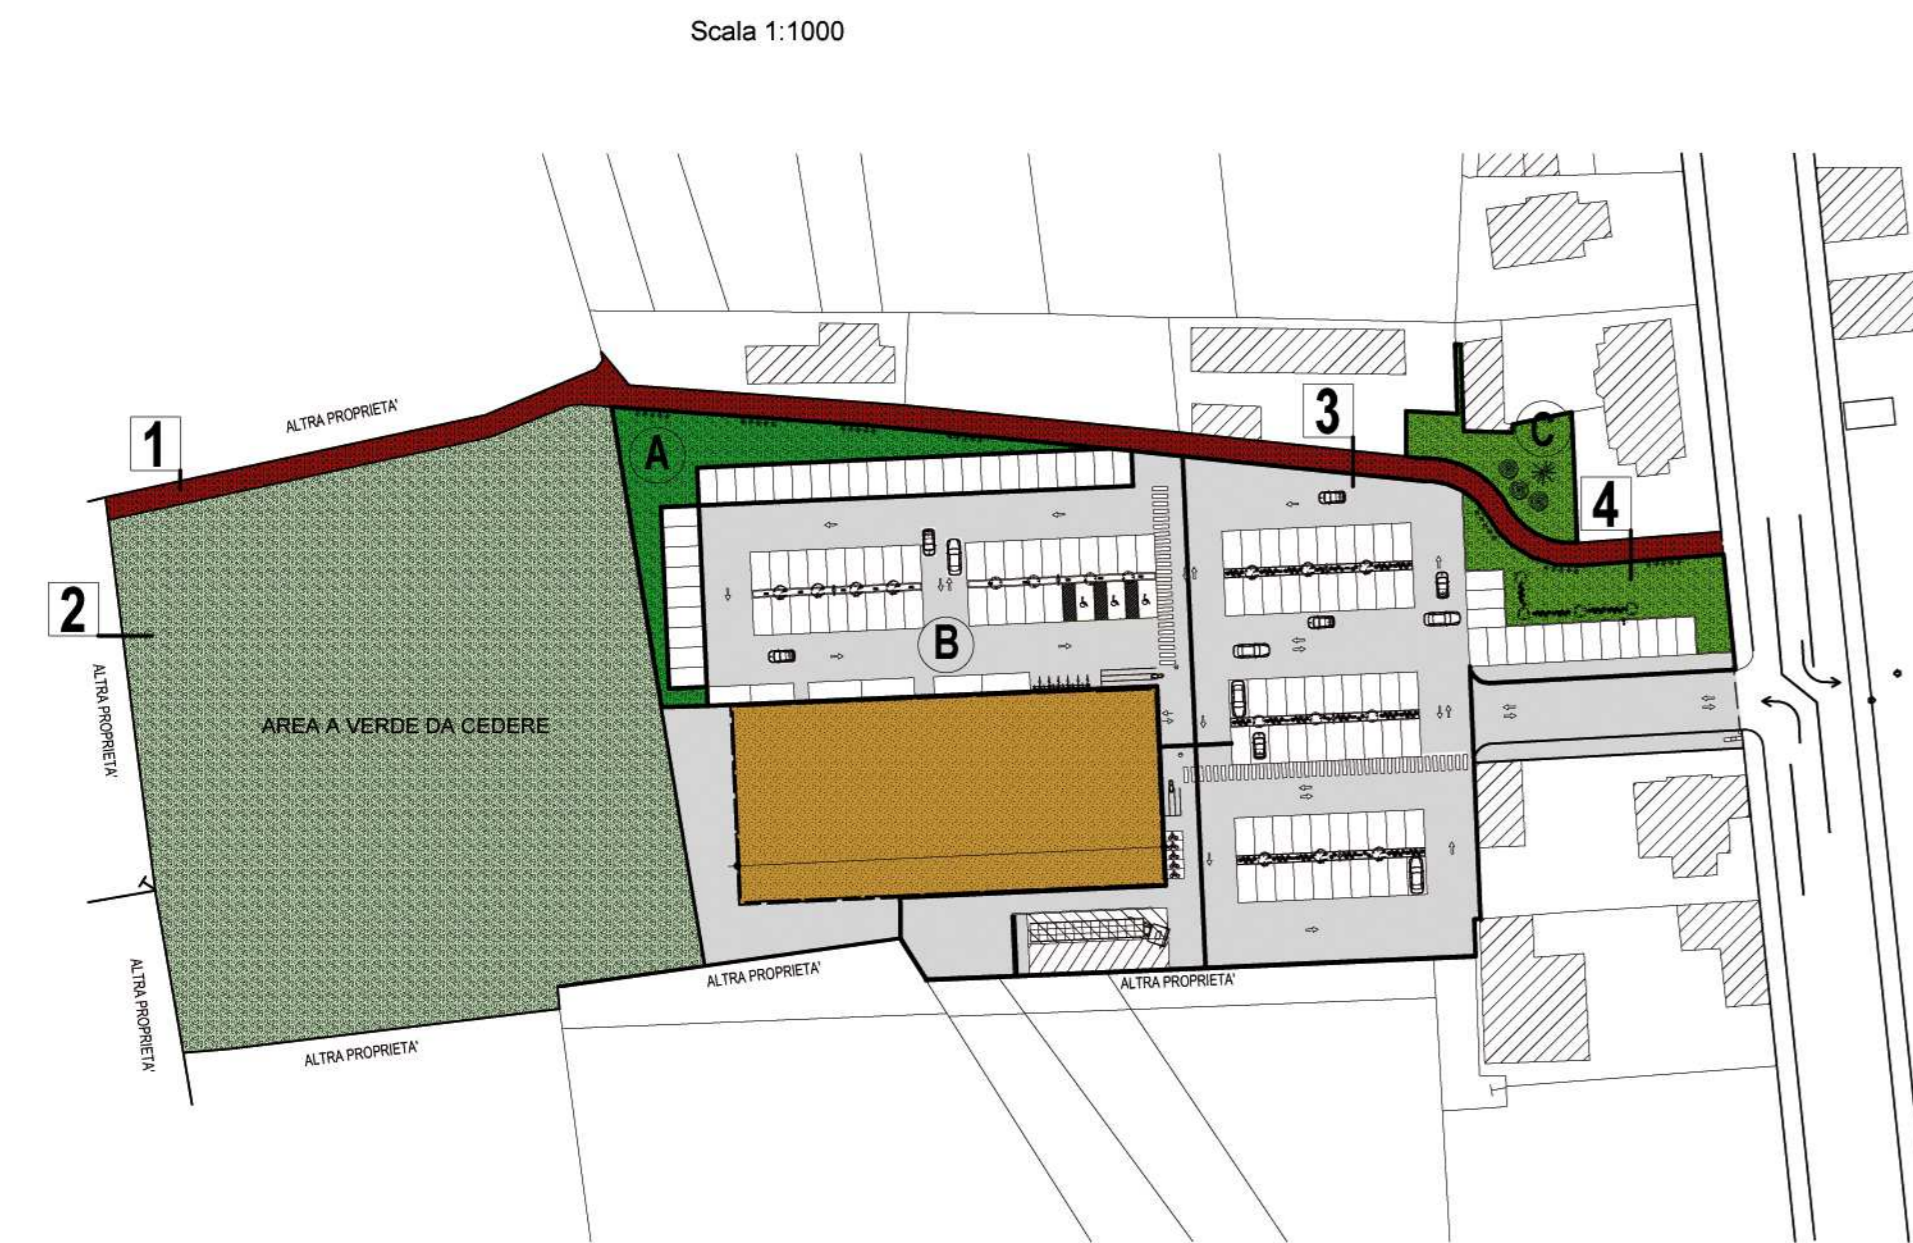 Scala 1:1000
ALTRA PROPRIETA'
1
3
A
C
4
2
B
ALTRA PROPRIETA'
AREA A VERDE DA CEDERE
ALTRA PROPRIETA'
ALTRA PROPRIETA'
ALTRA PROPRIETA'
ALTRA PROPRIETA'